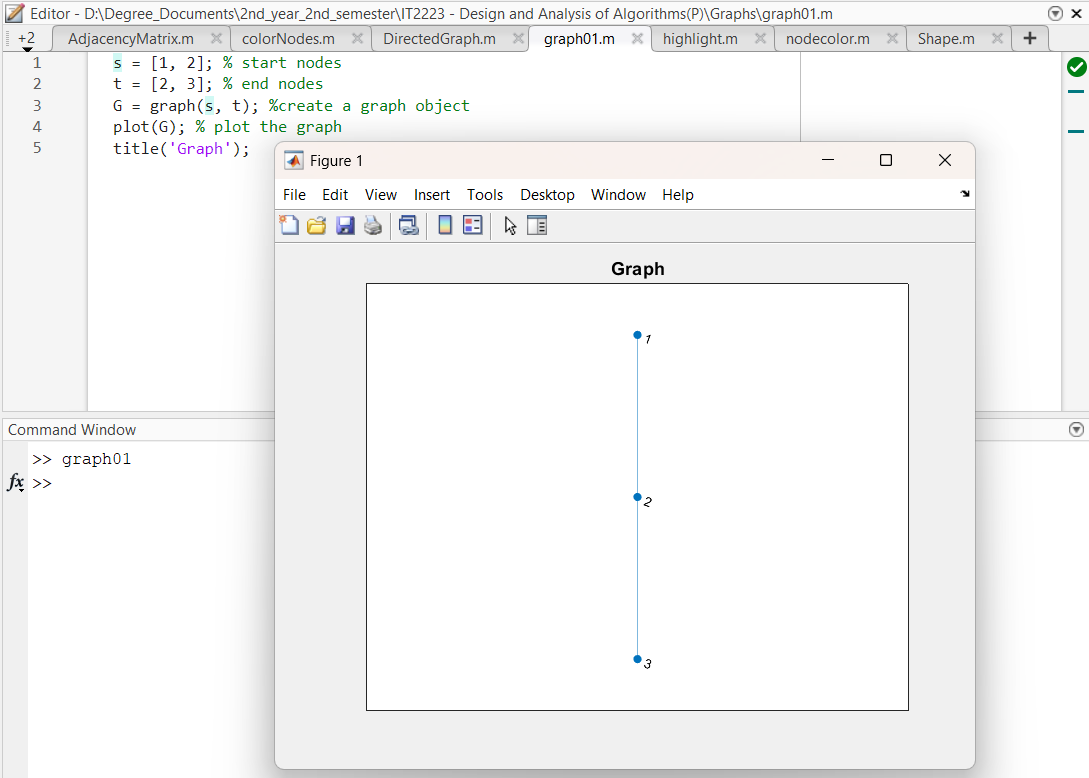 Editor - D:\Degree_Documents\2nd_year_2nd_semester\IT2223 - Design and Analysis of Algorithms(P)\Graphs\graph01.m
+2 AdjacencyMatrix.m colorNodes.m DirectedGraph.m graph01.m highlight.m nodecolor.m Shape.m +
1 s = [1, 2]; % start nodes
2 t = [2, 3]; % end nodes
3 G = graph(s, t); %create a graph object
4 plot(G); % plot the graph
5 title('Graph');
Figure 1
File Edit View Insert Tools Desktop Window Help
Graph
1
2
3
Command Window
>> graph01
fx >>